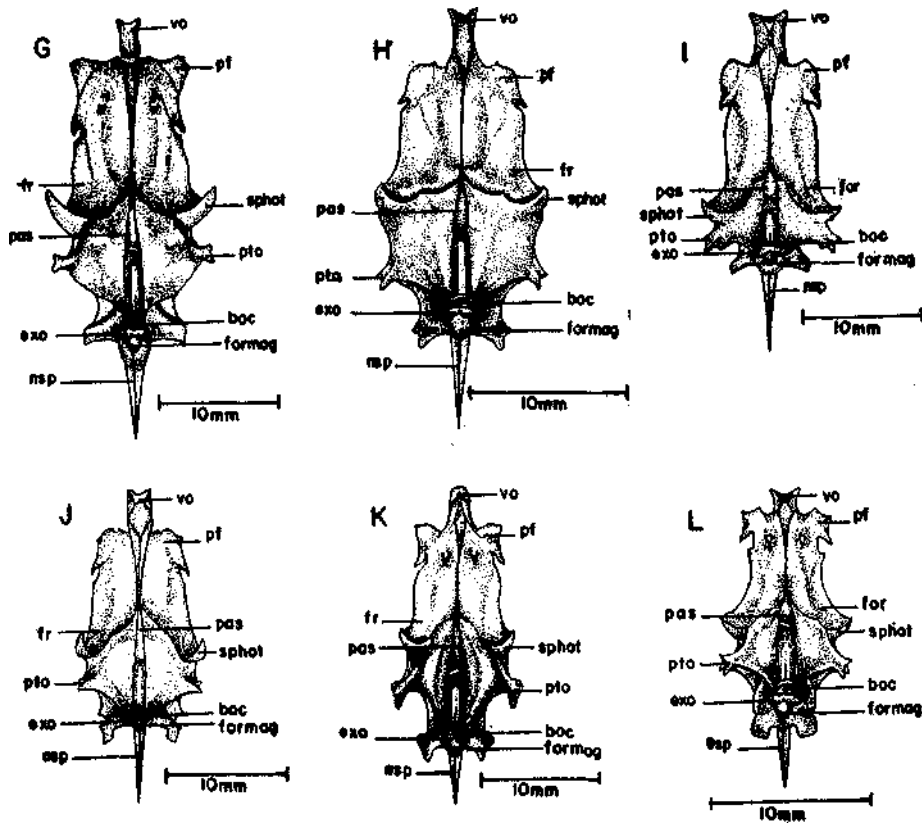 G
vo
pf
fr
sphot
pas
pto
boc
exo
formag
nsp
10mm
H
vo
pf
fr
sphot
pas
pto
exo
boc
formag
nsp
10mm
I
vo
pf
pas
for
sphot
pto
boc
exo
formag
nsp
10mm
J
vo
pf
fr
pas
sphot
pto
boc
exo
formag
nsp
10mm
K
vo
pf
fr
pas
sphot
pto
exo
boc
formog
nsp
10mm
L
vo
pf
pas
for
sphot
pto
boc
exo
formag
nsp
10mm